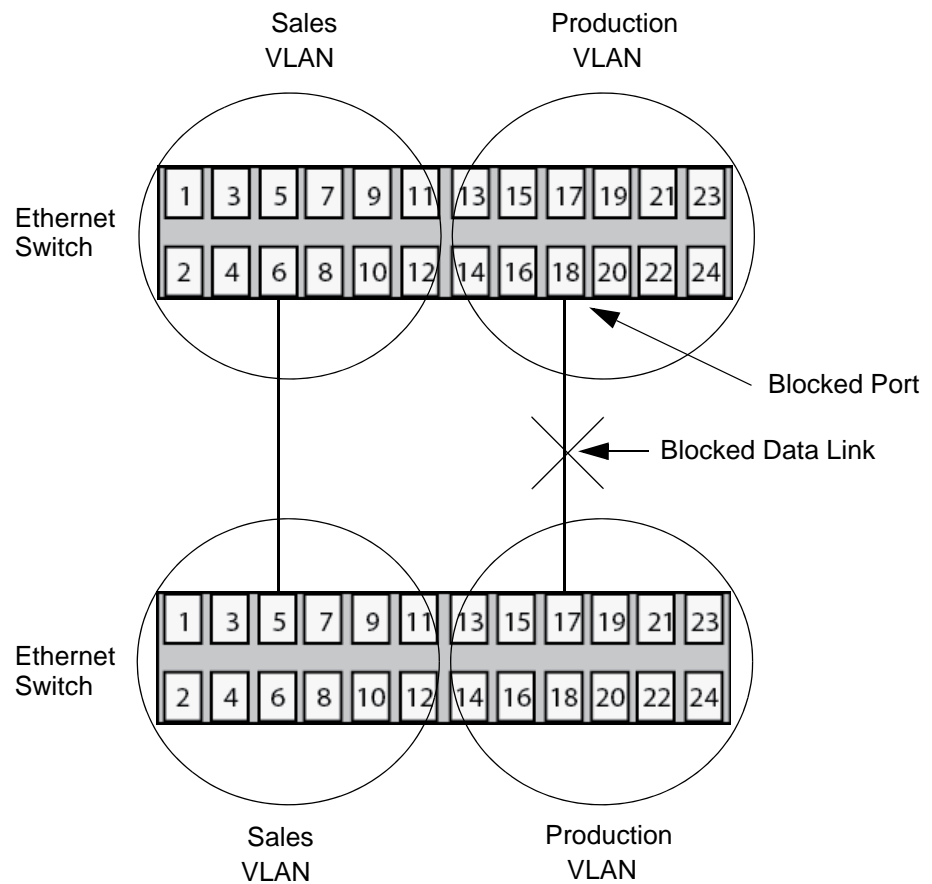 Sales
VLAN
Production
VLAN
Ethernet
Switch
1 3 5 7 9 11 13 15 17 19 21 23
2 4 6 8 10 12 14 16 18 20 22 24
Blocked Port
Blocked Data Link
Ethernet
Switch
1 3 5 7 9 11 13 15 17 19 21 23
2 4 6 8 10 12 14 16 18 20 22 24
Sales
VLAN
Production
VLAN